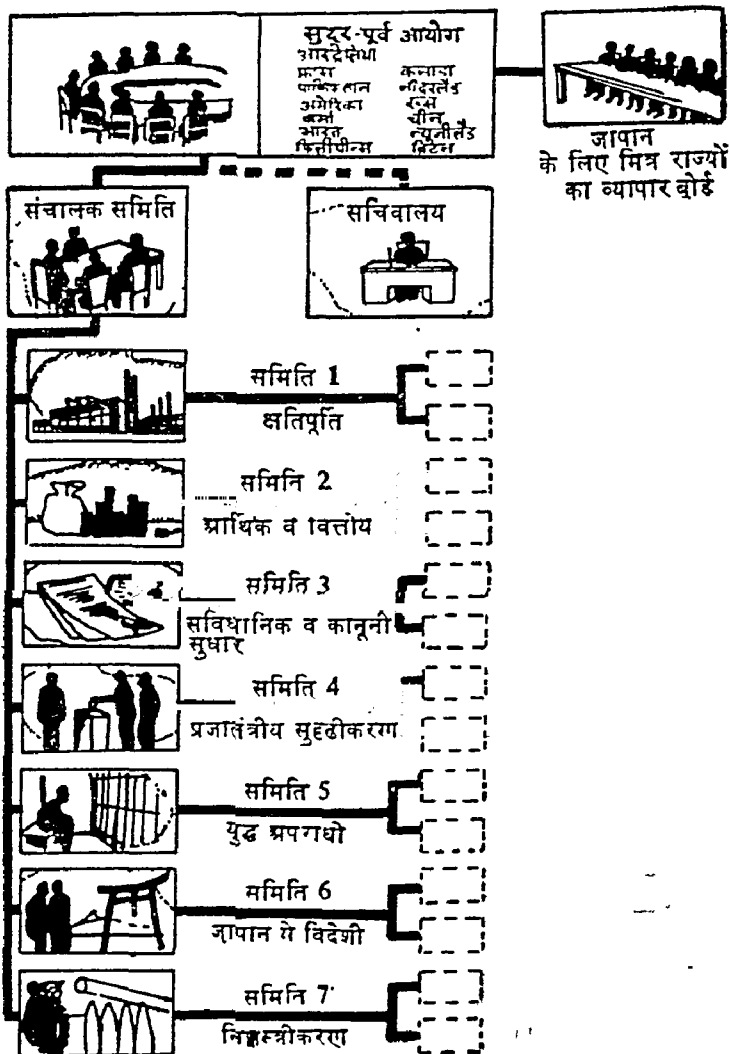 सुदूर-पूर्व आयोग
आस्ट्रेलिया
फ्रांस कनाडा
पाकिस्तान नीदरलैंड
अमेरिका रूस
बर्मा चीन
भारत न्यूज़ीलैंड
फिलीपीन्स ब्रिटेन
जापान
के लिए मित्र राज्यों
का व्यापार बोर्ड
संचालक समिति
सचिवालय
समिति 1
क्षतिपूर्ति
समिति 2
आर्थिक व वित्तीय
समिति 3
संविधानिक व कानूनी
सुधार
समिति 4
प्रजातंत्रीय सुदृढीकरण
समिति 5
युद्ध अपराधी
समिति 6
जापान में विदेशी
समिति 7
निशस्त्रीकरण